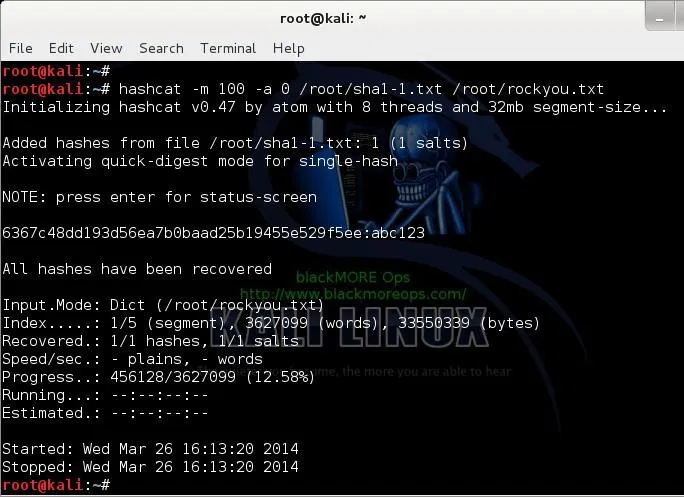 root@kali: ~
File Edit View Search Terminal Help
root@kali:~#
root@kali:~# hashcat -m 100 -a 0 /root/sha1-1.txt /root/rockyou.txt
Initializing hashcat v0.47 by atom with 8 threads and 32mb segment-size...
Added hashes from file /root/sha1-1.txt: 1 (1 salts)
Activating quick-digest mode for single-hash
NOTE: press enter for status-screen
6367c48dd193d56ea7b0baad25b19455e529f5ee:abc123
All hashes have been recovered
blackMORE Ops
http://www.blackmoreops.com/
Input.Mode: Dict (/root/rockyou.txt)
Index.....: 1/5 (segment), 3627099 (words), 33550339 (bytes)
Recovered.: 1/1 hashes, 1/1 salts
KALI LINUX
Speed/sec.: - plains, - words
Progress..: 456128/3627099 (12.58%)
the more you are able to hear
Running...: --:--:--:--
Estimated.: --:--:--:--
Started: Wed Mar 26 16:13:20 2014
Stopped: Wed Mar 26 16:13:20 2014
root@kali:~#